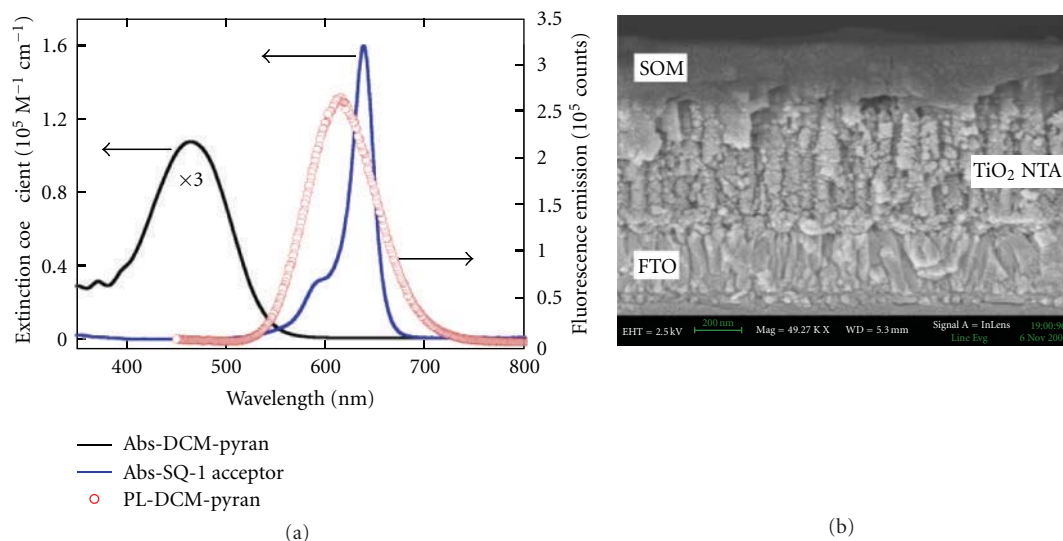 3.5
1.6
3
1.2
2.5
2
×3
0.8
1.5
0.4
1
0.5
0
0
400
500
600
700
800
Extinction coe cient (10⁵ M⁻¹ cm⁻¹)
Fluorescence emission (10⁵ counts)
Wavelength (nm)
Abs-DCM-pyran
Abs-SQ-1 acceptor
PL-DCM-pyran
(a)
SOM
TiO₂ NTA
FTO
EHT = 2.5 kV
200 nm
Mag = 49.27 K X
WD = 5.3 mm
Signal A = InLens
Line Evg
6 Nov 200
(b)